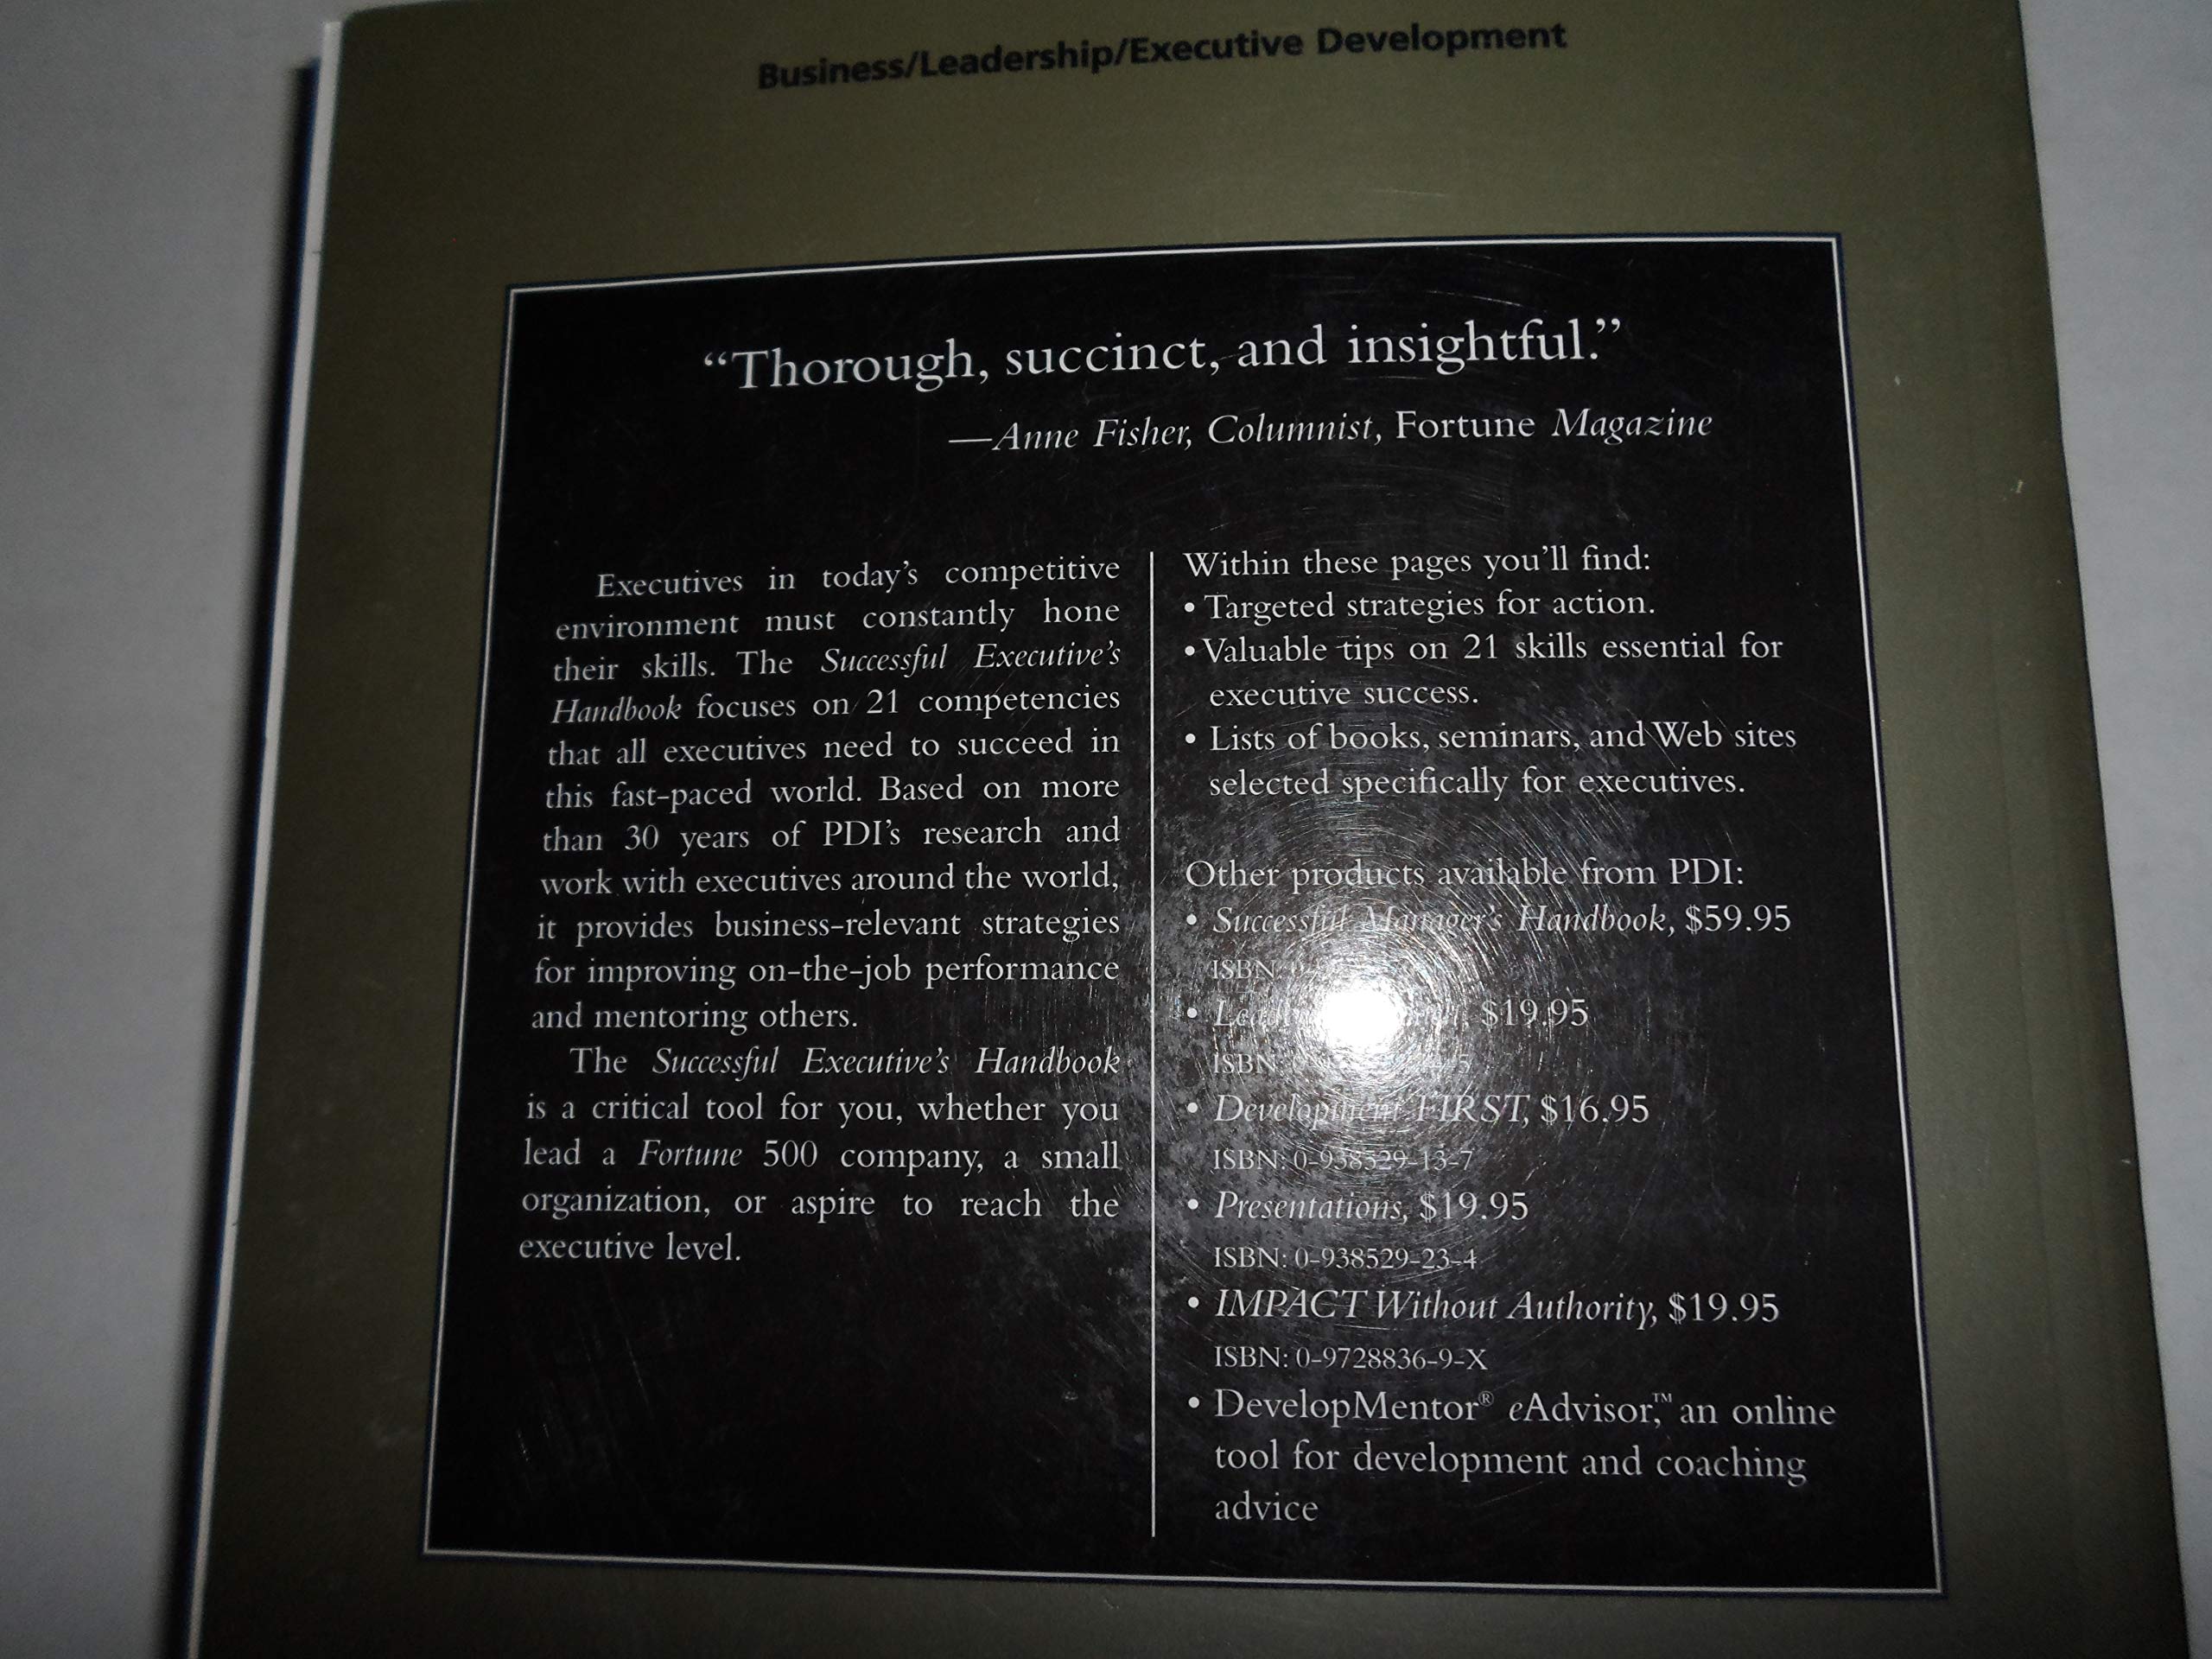 Business/Leadership/Executive Development
“Thorough, succinct, and insightful.”
—Anne Fisher, Columnist, Fortune Magazine
Executives in today’s competitive
environment must constantly hone
their skills. The Successful Executive’s
Handbook focuses on 21 competencies
that all executives need to succeed in
this fast-paced world. Based on more
than 30 years of PDI’s research and
work with executives around the world,
it provides business-relevant strategies
for improving on-the-job performance
and mentoring others.
The Successful Executive’s Handbook
is a critical tool for you, whether you
lead a Fortune 500 company, a small
organization, or aspire to reach the
executive level.
Within these pages you’ll find:
• Targeted strategies for action.
• Valuable tips on 21 skills essential for
executive success.
• Lists of books, seminars, and Web sites
selected specifically for executives.
Other products available from PDI:
• Successful Manager’s Handbook, $59.95
ISBN:
• $19.95
ISBN:
• Development FIRST, $16.95
ISBN: 0-938529-13-7
• Presentations, $19.95
ISBN: 0-938529-23-4
• IMPACT Without Authority, $19.95
ISBN: 0-9728836-9-X
• DevelopMentor® eAdvisor,™ an online
tool for development and coaching
advice